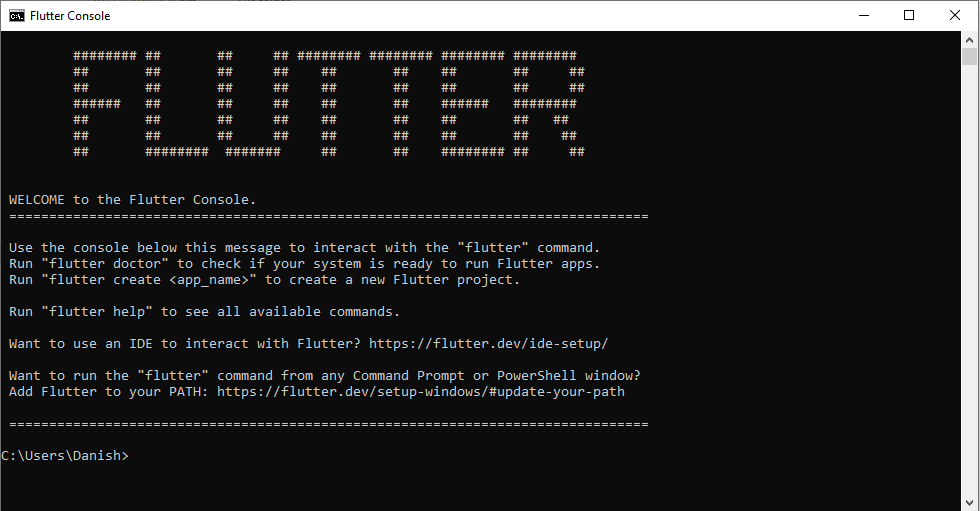 Flutter Console
######## ##       ##     ## ######## ######## ######## ########
##       ##       ##     ##    ##       ##    ##       ##     ##
##       ##       ##     ##    ##       ##    ##       ##     ##
######   ##       ##     ##    ##       ##    ######   ########
##       ##       ##     ##    ##       ##    ##       ##   ##
##       ##       ##     ##    ##       ##    ##       ##    ##
##       ########  #######     ##       ##    ######## ##     ##
WELCOME to the Flutter Console.
================================================================================
Use the console below this message to interact with the "flutter" command.
Run "flutter doctor" to check if your system is ready to run Flutter apps.
Run "flutter create <app_name>" to create a new Flutter project.
Run "flutter help" to see all available commands.
Want to use an IDE to interact with Flutter? https://flutter.dev/ide-setup/
Want to run the "flutter" command from any Command Prompt or PowerShell window?
Add Flutter to your PATH: https://flutter.dev/setup-windows/#update-your-path
================================================================================
C:\Users\Danish>